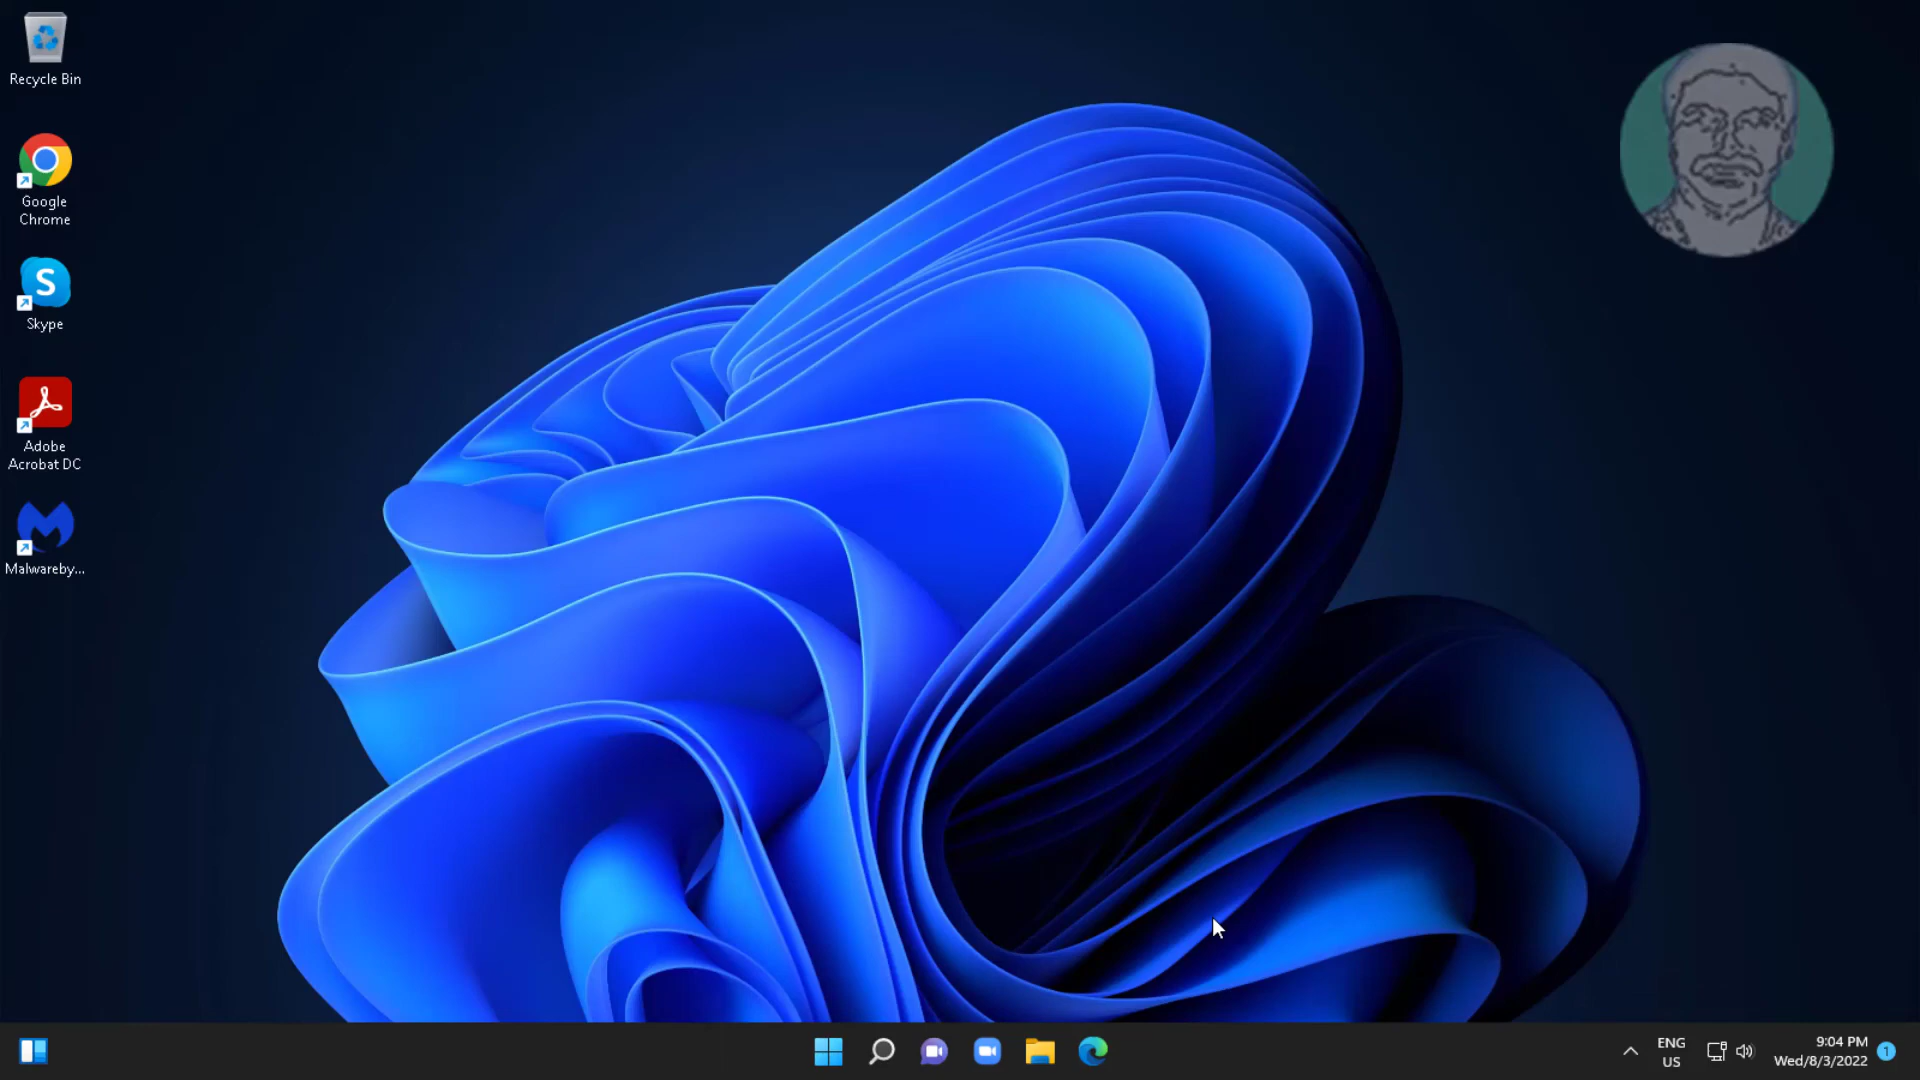 Recycle Bin
Google
Chrome
S
Skype
Adobe
Acrobat DC
Malwareby...
ENG
US
9:04 PM
Wed/8/3/2022
1